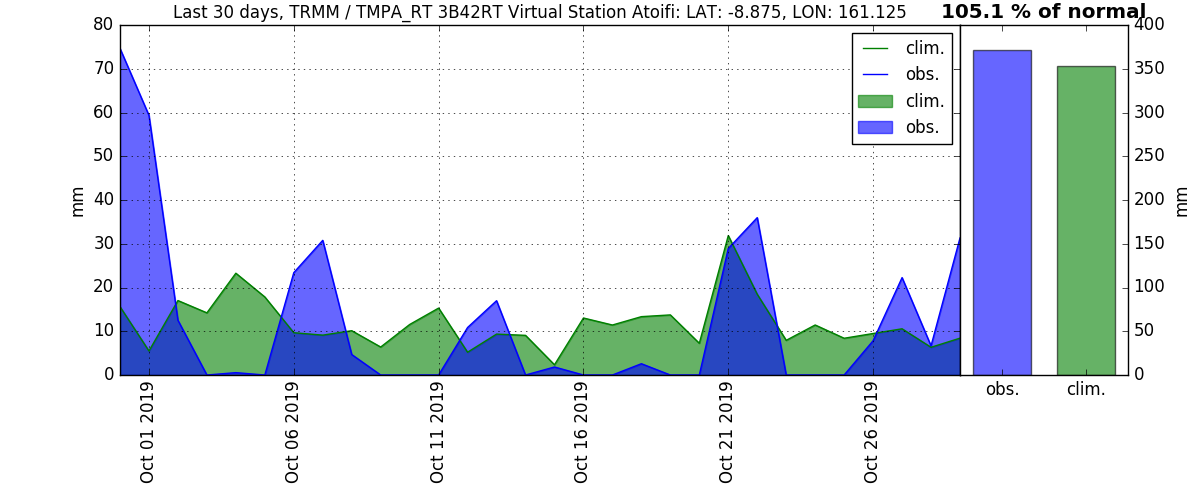 Last 30 days, TRMM / TMPA_RT 3B42RT Virtual Station Atoifi: LAT: -8.875, LON: 161.125
105.1 % of normal
80
70
60
50
40
30
20
10
0
mm
clim.
obs.
clim.
obs.
400
350
300
250
200
150
100
50
0
mm
obs.
clim.
Oct 01 2019
Oct 06 2019
Oct 11 2019
Oct 16 2019
Oct 21 2019
Oct 26 2019